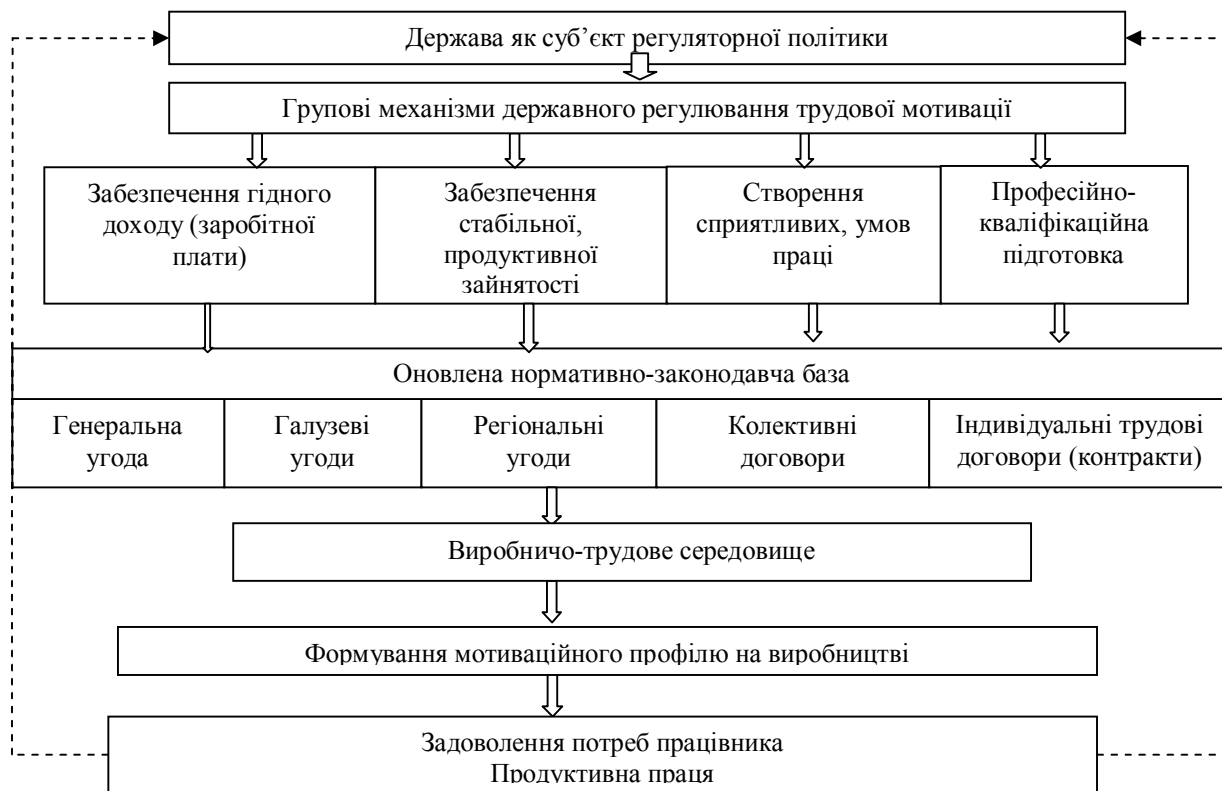 Держава як суб’єкт регуляторної політики
Групові механізми державного регулювання трудової мотивації
Забезпечення гідного
доходу (заробітної
плати)
Забезпечення
стабільної,
продуктивної
зайнятості
Створення
сприятливих, умов
праці
Професійно-
кваліфікаційна
підготовка
Оновлена нормативно-законодавча база
Генеральна
угода
Галузеві
угоди
Регіональні
угоди
Колективні
договори
Індивідуальні трудові
договори (контракти)
Виробничо-трудове середовище
Формування мотиваційного профілю на виробництві
Задоволення потреб працівника
Продуктивна праця